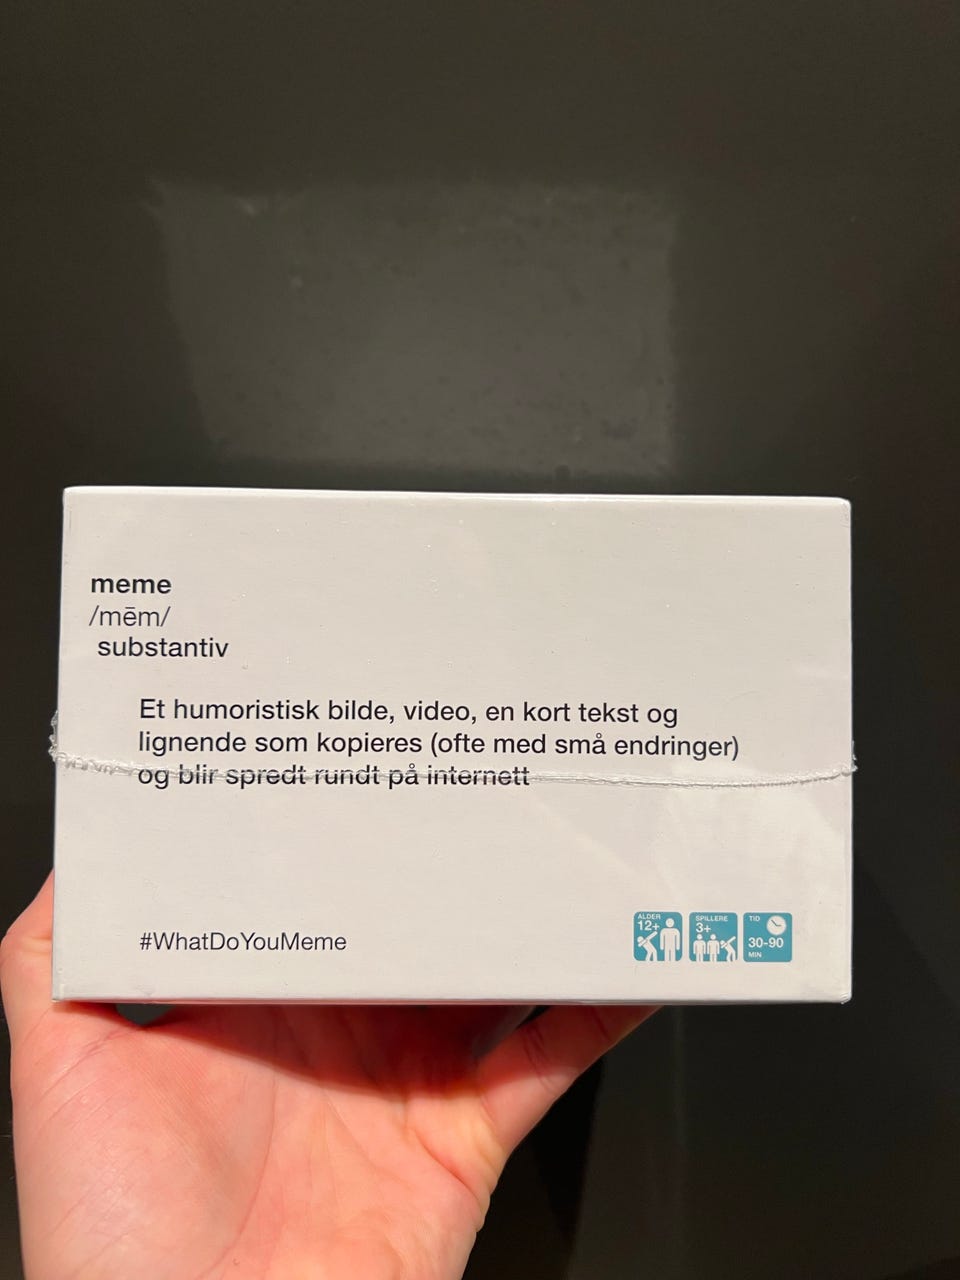 meme
/mēm/
substantiv
Et humoristisk bilde, video, en kort tekst og
lignende som kopieres (ofte med små endringer)
og blir spredt rundt på internett
#WhatDoYouMeme
ALDER
12+
SPILLERE
3+
TID
30-90
MIN